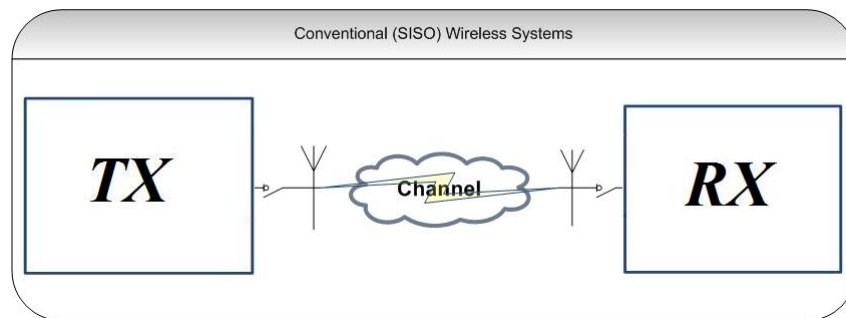 Conventional (SISO) Wireless Systems
TX
Channel
RX